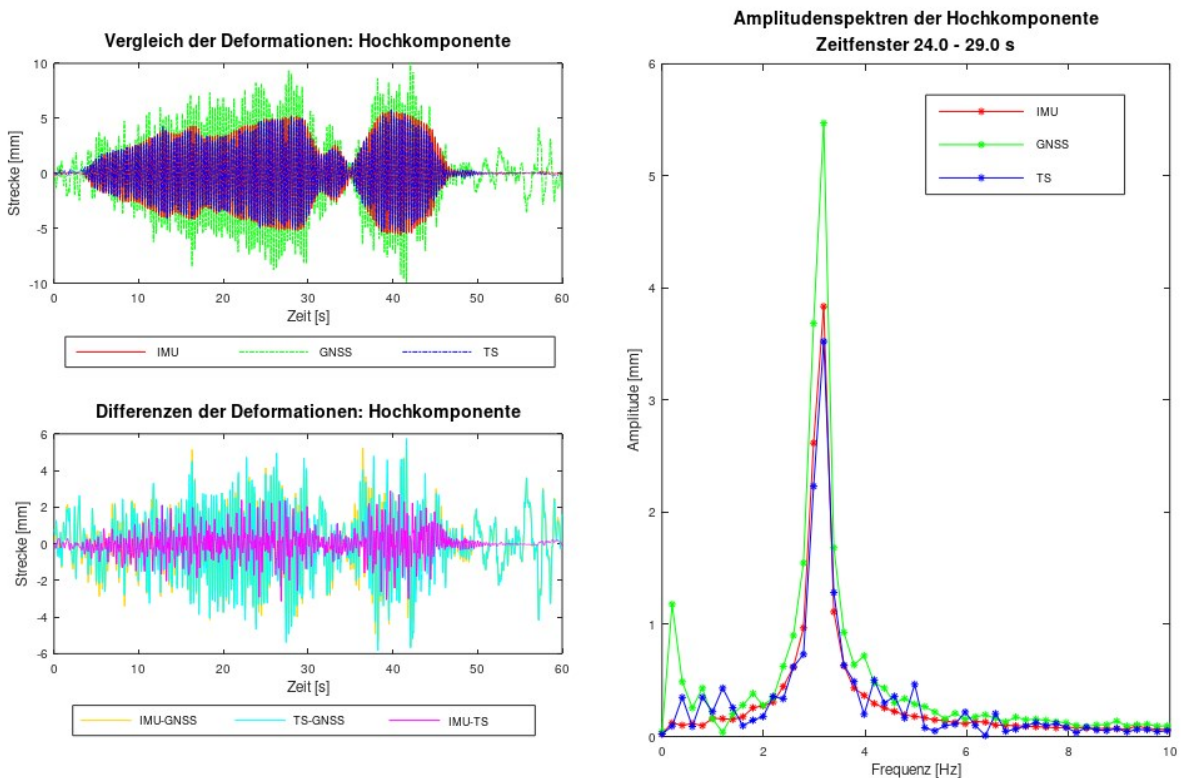 Vergleich der Deformationen: Hochkomponente
10
5
0
-5
-10
Strecke [mm]
0 10 20 30 40 50 60
Zeit [s]
IMU GNSS TS
Differenzen der Deformationen: Hochkomponente
6
4
2
0
-2
-4
-6
Strecke [mm]
0 10 20 30 40 50 60
Zeit [s]
IMU-GNSS TS-GNSS IMU-TS
Amplitudenspektren der Hochkomponente
Zeitfenster 24.0 - 29.0 s
6
5
4
3
2
1
0
Amplitude [mm]
IMU
GNSS
TS
0 2 4 6 8 10
Frequenz [Hz]